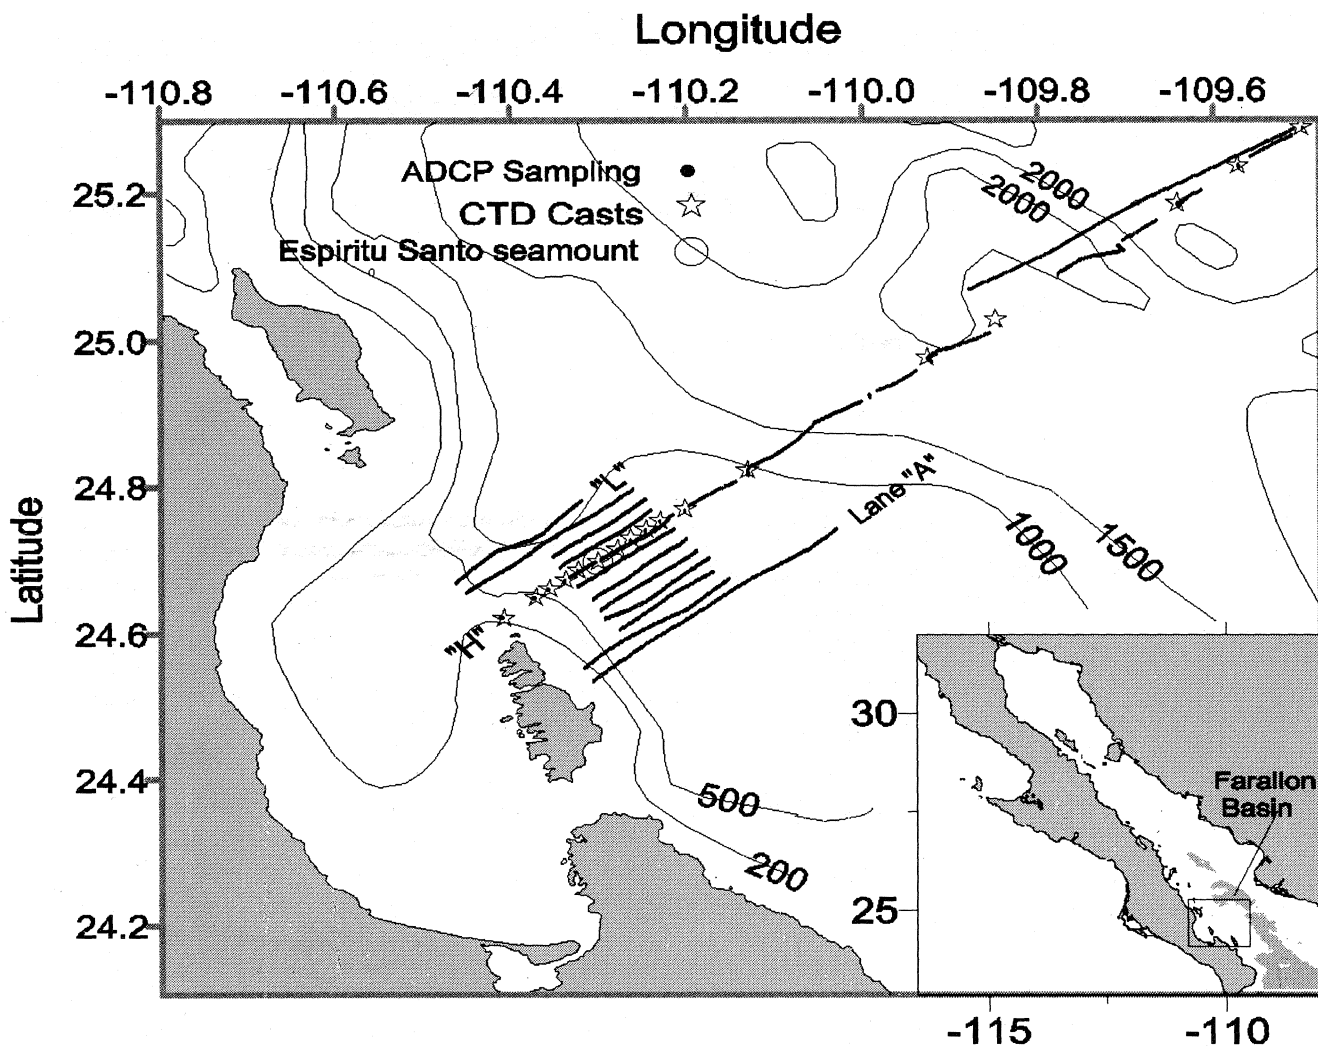 Longitude
-110.8 -110.6 -110.4 -110.2 -110.0 -109.8 -109.6
ADCP Sampling
CTD Casts
Espiritu Santo seamount
2000
2000
25.2
25.0
24.8
24.6
24.4
24.2
Latitude
"L"
Lane "A"
"H"
1000
1500
500
200
30
25
Farallon
Basin
-115 -110